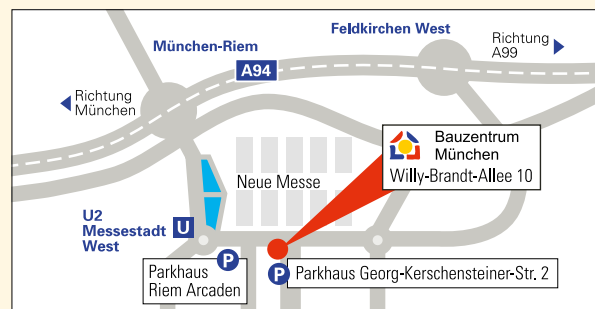 Feldkirchen West
München-Riem
Richtung
A99
A94
Richtung
München
Bauzentrum
München
Willy-Brandt-Allee 10
Neue Messe
U2
Messestadt
West
U
P
Parkhaus
Riem Arcaden
P
Parkhaus Georg-Kerschensteiner-Str. 2